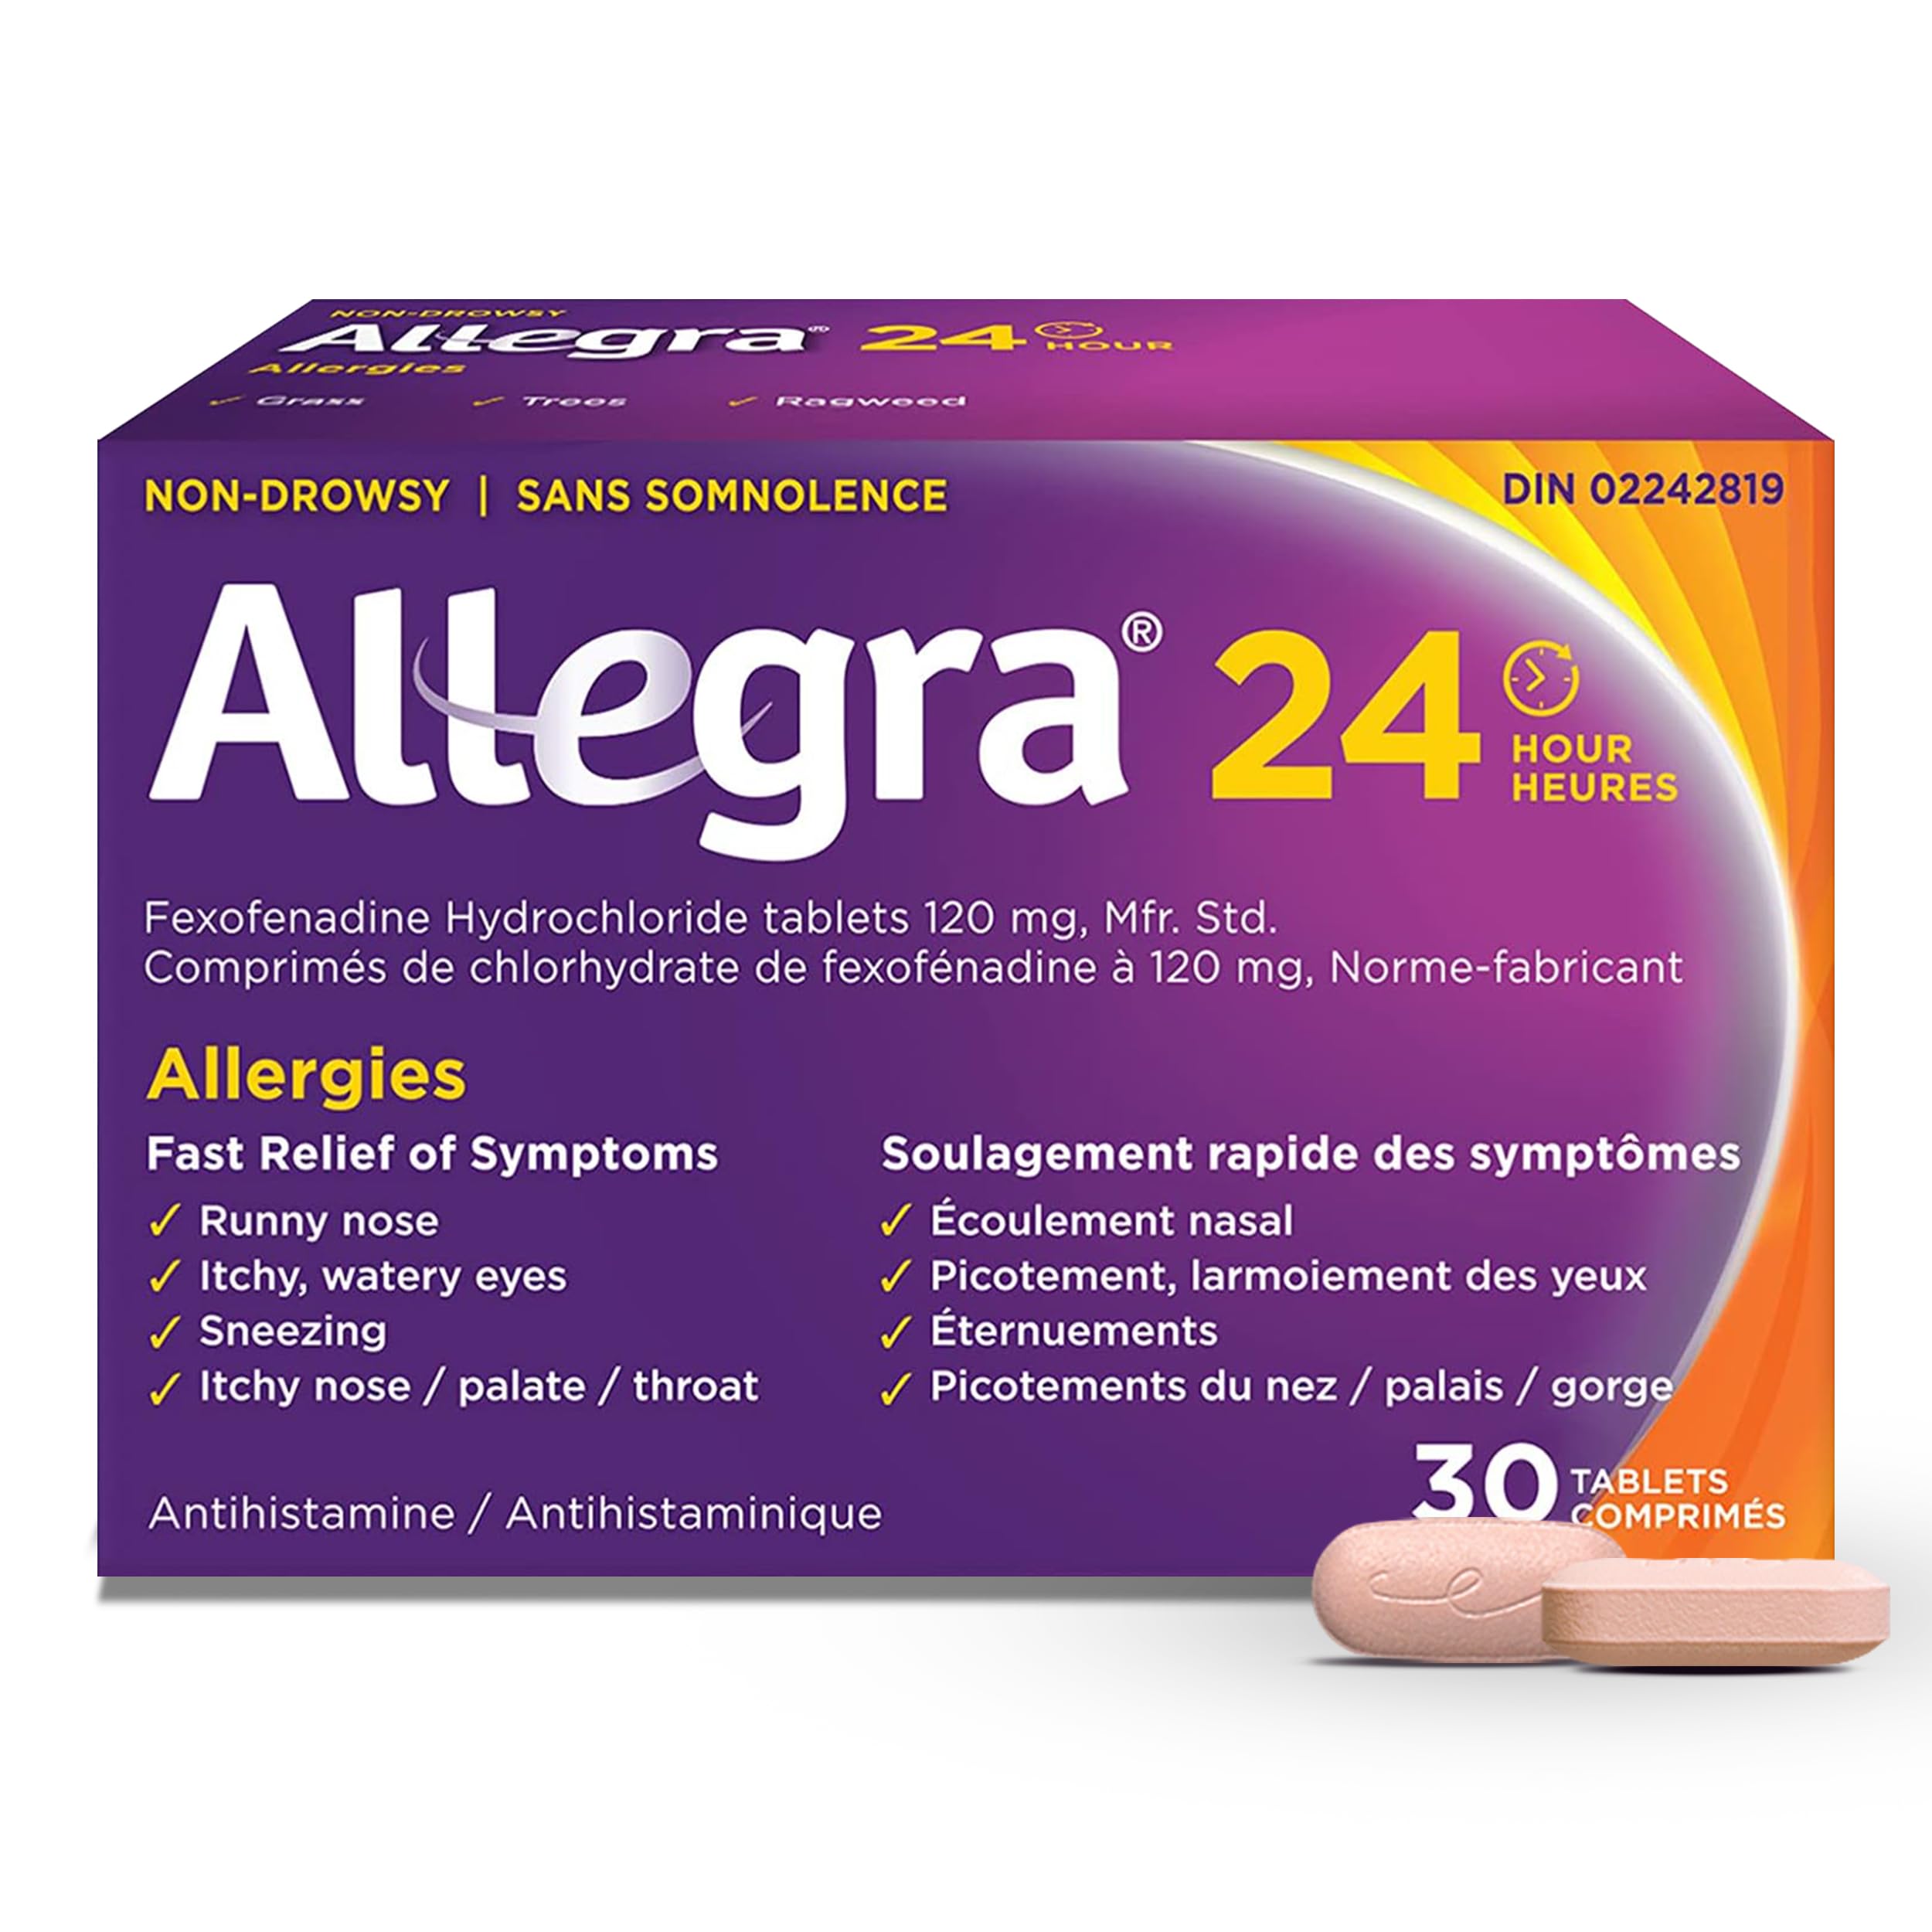 NON-DROWSY
Allegra® 24 HOUR
Allergies
✓ Grass ✓ Trees ✓ Ragweed
NON-DROWSY | SANS SOMNOLENCE
DIN 02242819
Allegra® 24 HOUR
HEURES
Fexofenadine Hydrochloride tablets 120 mg, Mfr. Std.
Comprimés de chlorhydrate de fexofénadine à 120 mg, Norme-fabricant
Allergies
Fast Relief of Symptoms
✓ Runny nose
✓ Itchy, watery eyes
✓ Sneezing
✓ Itchy nose / palate / throat
Soulagement rapide des symptômes
✓ Écoulement nasal
✓ Picotement, larmoiement des yeux
✓ Éternuements
✓ Picotements du nez / palais / gorge
Antihistamine / Antihistaminique
30 TABLETS
COMPRIMÉS
e